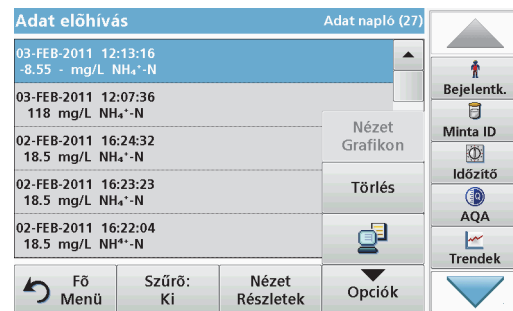 Adat elõhívás
Adat napló (27)
03-FEB-2011 12:13:16
-8.55 - mg/L NH₄⁺-N
03-FEB-2011 12:07:36
118 mg/L NH₄⁺-N
02-FEB-2011 16:24:32
18.5 mg/L NH₄⁺-N
02-FEB-2011 16:23:23
18.5 mg/L NH₄⁺-N
02-FEB-2011 16:22:04
18.5 mg/L NH⁴⁺-N
Nézet
Grafikon
Törlés
Fõ
Menü
Szűrõ:
Ki
Nézet
Részletek
Opciók
Bejelentk.
Minta ID
Időzítő
AQA
Trendek